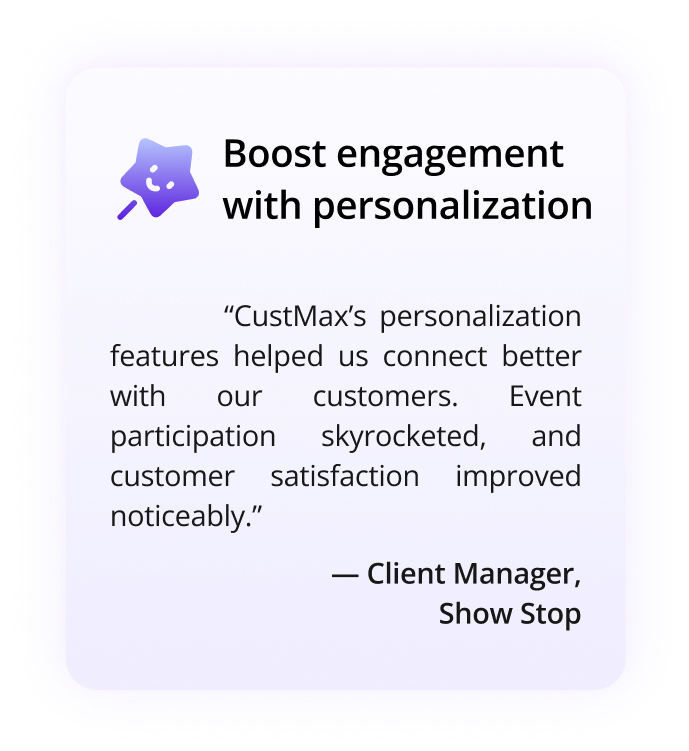 Boost engagement
with personalization
“CustMax’s personalization
features helped us connect better
with our customers. Event
participation skyrocketed, and
customer satisfaction improved
noticeably.”
— Client Manager,
Show Stop